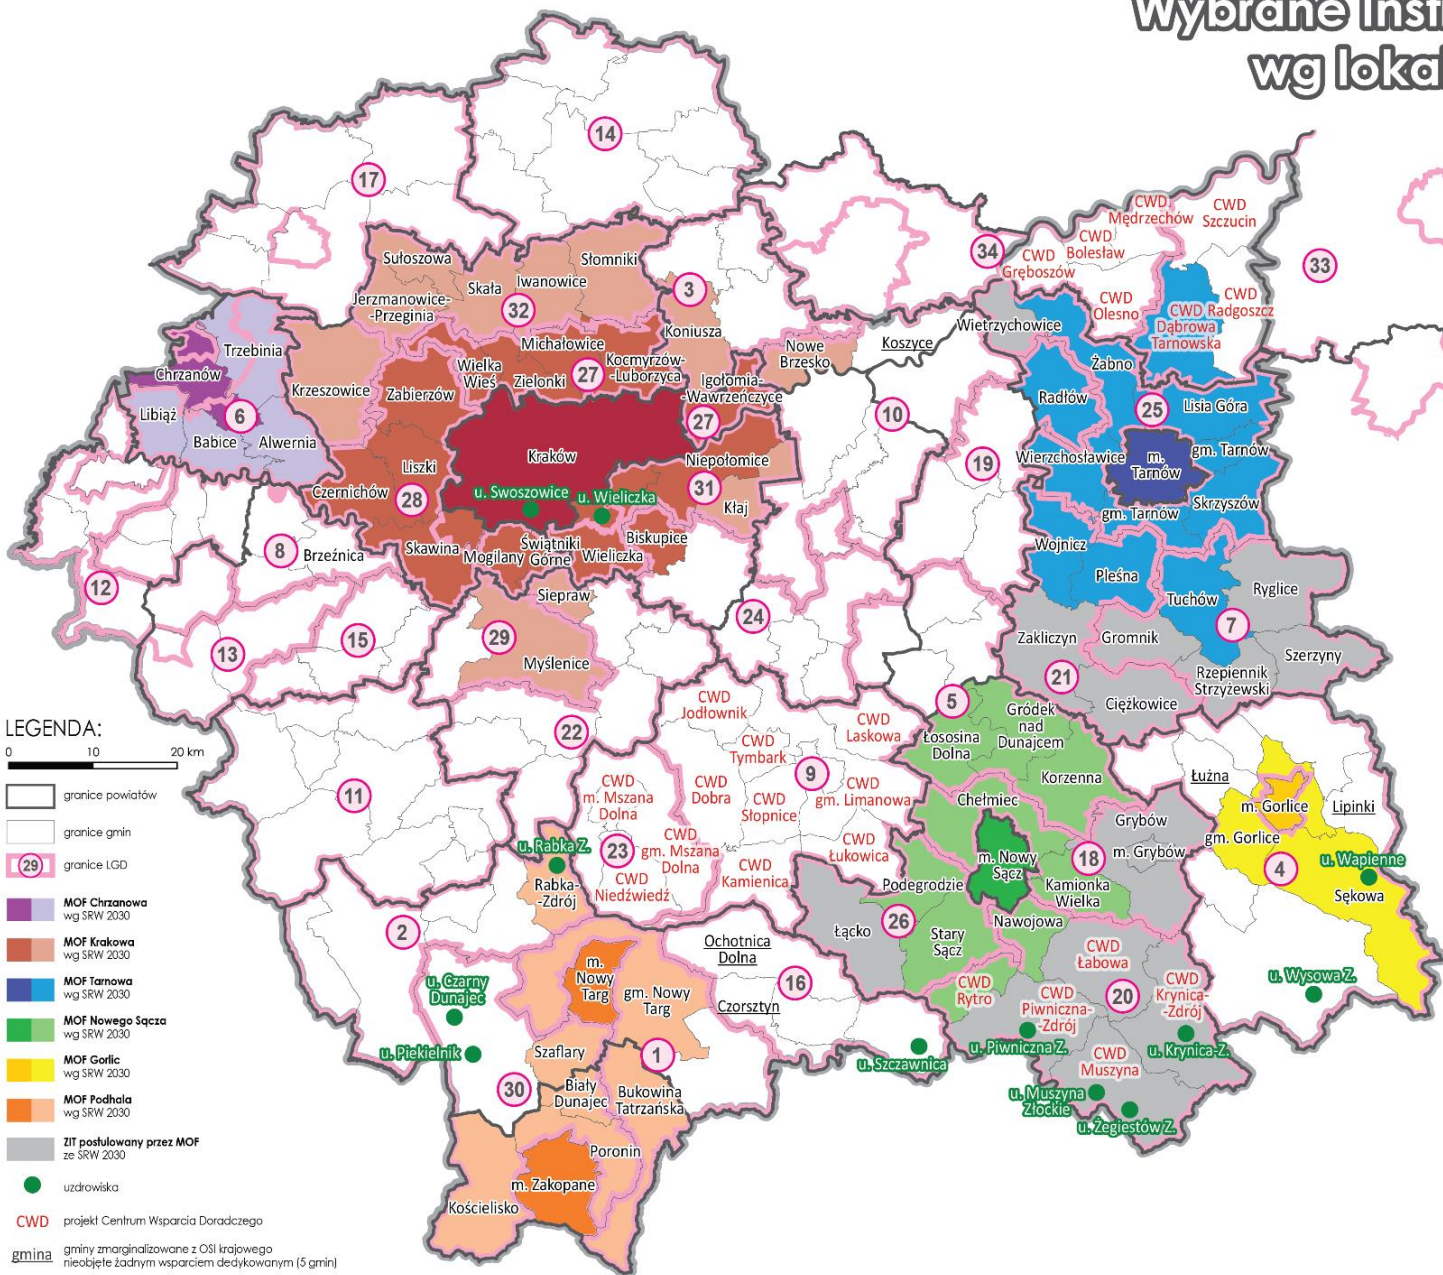 Wybrane Inst
wg loka
14
17
CWD
Mędrzechów
CWD
Szczucin
34
CWD
Bolesław
CWD
Gręboszów
33
Sułoszowa
Słomniki
Skała
Iwanowice
3
Jerzmanowice-
-Przeginia
32
CWD
Olesno
CWD
Radgoszcz
CWD
Dąbrowa
Tarnowska
Koniusza
Wietrzychowice
Trzebinia
Michałowice
Nowe
Brzesko
Koszyce
Chrzanów
Wielka
Wieś
Zielonki
27
Kocmyrzów-
-Luborzyca
Żabno
Krzeszowice
Zabierzów
Igołomia-
-Wawrzeńczyce
Radłów
25
Lisia Góra
Libiąż
6
10
27
Babice
Alwernia
Kraków
Niepołomice
19
Wierzchosławice
m.
Tarnów
gm. Tarnów
Liszki
Czernichów
28
u. Swoszowice
u. Wieliczka
31
Kłaj
gm. Tarnów
Skrzyszów
8
Brzeźnica
Skawina
Mogilany
Świątniki
Górne
Wieliczka
Biskupice
Wojnicz
Pleśna
12
Siepraw
Tuchów
Ryglice
13
15
29
Myślenice
24
Zakliczyn
Gromnik
7
Szerzyny
21
Rzepiennik
Strzyżewski
Ciężkowice
LEGENDA:
0
10
20 km
granice powiatów
granice gmin
29
granice LGD
MOF Chrzanowa
wg SRW 2030
MOF Krakowa
wg SRW 2030
MOF Tarnowa
wg SRW 2030
MOF Nowego Sącza
wg SRW 2030
MOF Gorlic
wg SRW 2030
MOF Podhala
wg SRW 2030
ZIT postulowany przez MOF
ze SRW 2030
uzdrowiska
CWD
projekt Centrum Wsparcia Doradczego
gmina
gminy zmarginalizowane z OSI krajowego
nieobjęte żadnym wsparciem dedykowanym (5 gmin)
22
CWD
Jodłownik
CWD
Laskowa
5
Gródek
nad
Dunajcem
Łososina
Dolna
CWD
Tymbark
9
Korzenna
11
CWD
m. Mszana
Dolna
CWD
Dobra
CWD
Słopnice
CWD
gm. Limanowa
Chełmiec
Łużna
m. Gorlice
Lipinki
Grybów
gm. Gorlice
m. Grybów
23
CWD
gm. Mszana
Dolna
CWD
Łukowica
m. Nowy
Sącz
18
4
u. Wapienne
u. Rabka Z.
Rabka-
-Zdrój
CWD
Niedźwiedź
CWD
Kamienica
Podegrodzie
Kamionka
Wielka
Sękowa
2
Łącko
26
Stary
Sącz
Nawojowa
Ochotnica
Dolna
CWD
Łabowa
m.
Nowy
Targ
gm. Nowy
Targ
16
Czorsztyn
CWD
Rytro
CWD
Piwniczna-
-Zdrój
20
CWD
Krynica-
-Zdrój
u. Wysowa Z.
u. Czarny
Dunajec
u. Piekielnik
Szaflary
1
u. Szczawnica
u. Piwniczna Z.
u. Krynica-Z.
30
Biały
Dunajec
Bukowina
Tatrzańska
CWD
Muszyna
u. Muszyna
Złockie
u. Żegiestów Z.
Poronin
m. Zakopane
Kościelisko